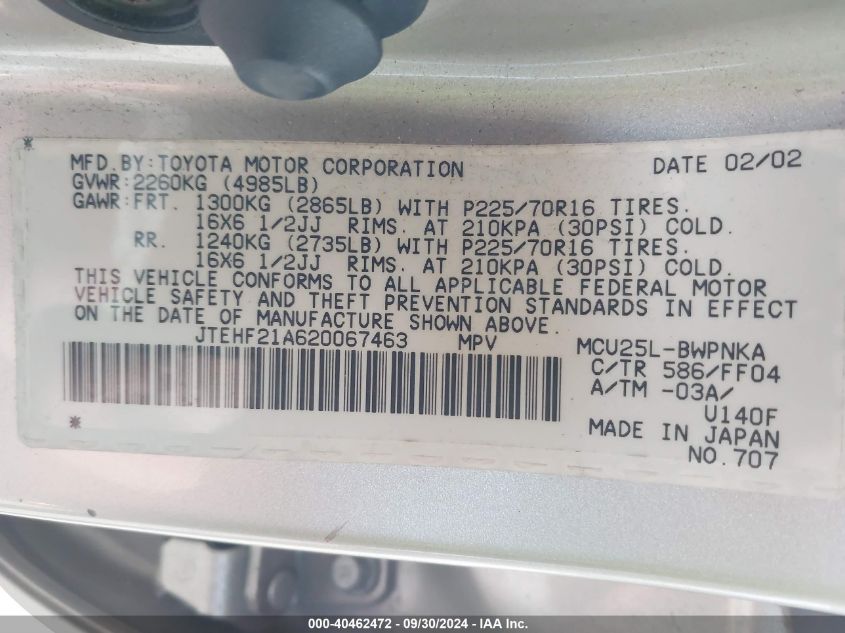 *
MFD.BY:TOYOTA MOTOR CORPORATION DATE 02/02
GVWR:2260KG (4985LB)
GAWR:FRT. 1300KG (2865LB) WITH P225/70R16 TIRES.
16X6 1/2JJ RIMS. AT 210KPA (30PSI) COLD.
RR. 1240KG (2735LB) WITH P225/70R16 TIRES.
16X6 1/2JJ RIMS. AT 210KPA (30PSI) COLD.
THIS VEHICLE CONFORMS TO ALL APPLICABLE FEDERAL MOTOR
VEHICLE SAFETY AND THEFT PREVENTION STANDARDS IN EFFECT
ON THE DATE OF MANUFACTURE SHOWN ABOVE.
JTEHF21A620067463 MPV MCU25L-BWPNKA
C/TR 586/FF04
A/TM -03A/
U140F
* MADE IN JAPAN
NO.707
000-40462472 - 09/30/2024 - IAA Inc.